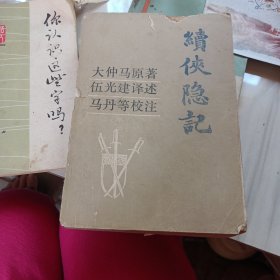 續俠隐記
大仲马原著
伍光建译述
马丹等校注
你认识这些字吗？